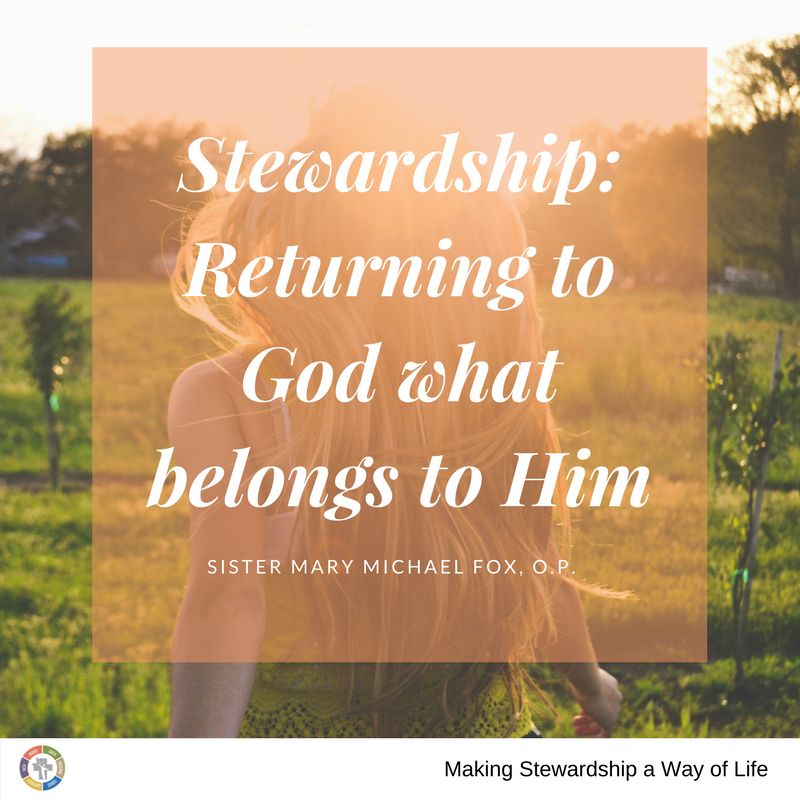 Stewardship:
Returning to
God what
belongs to Him
SISTER MARY MICHAEL FOX, O.P.
Making Stewardship a Way of Life